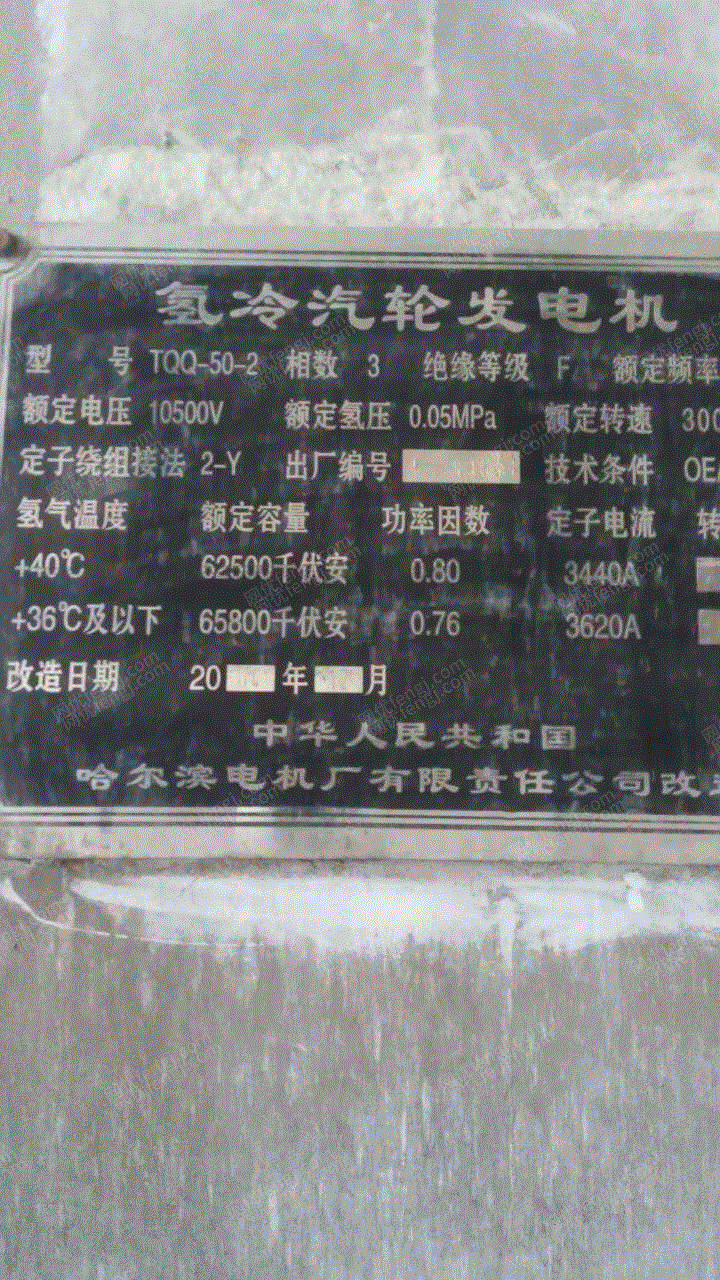 氢冷汽轮发电机
型 号 TQQ-50-2 相数 3 绝缘等级 F 额定频率
额定电压 10500V 额定氢压 0.05MPa 额定转速 300
定子绕组接法 2-Y 出厂编号 技术条件 OEA
氢气温度 额定容量 功率因数 定子电流 转
+40℃ 62500千伏安 0.80 3440A
+36℃及以下 65800千伏安 0.76 3620A
改造日期 20 年 月
中华人民共和国
哈尔滨电机厂有限责任公司改